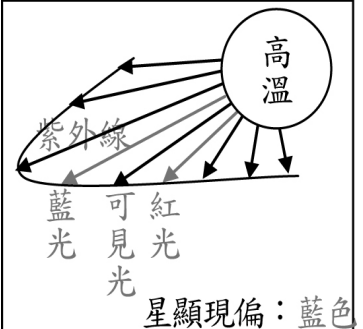 高溫
紫外線
藍光
可見光
紅光
星顯現偏：藍色